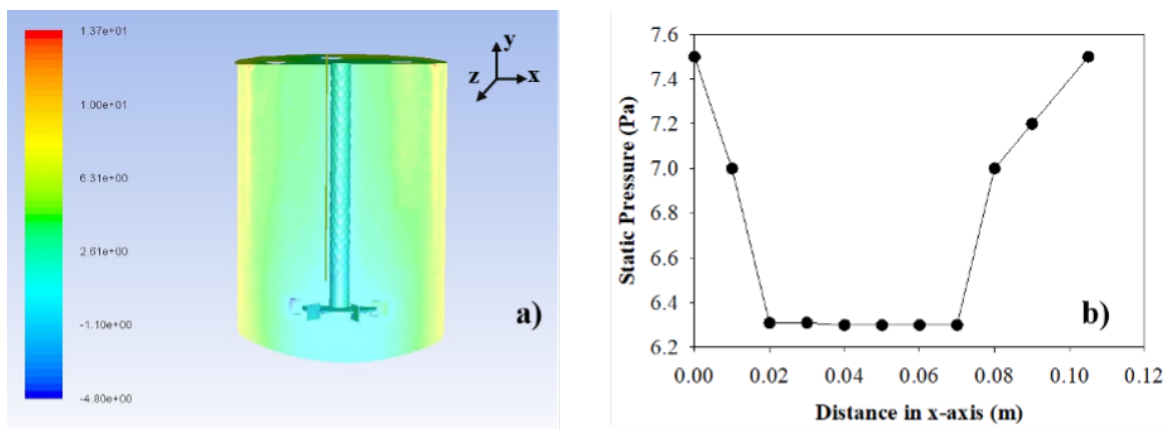 1.37e+01
1.00e+01
6.31e+00
2.61e+00
-1.10e+00
-4.80e+00
y
z
x
a)
7.6
7.4
7.2
7.0
6.8
6.6
6.4
6.2
Static Pressure (Pa)
0.00 0.02 0.04 0.06 0.08 0.10 0.12
Distance in x-axis (m)
b)